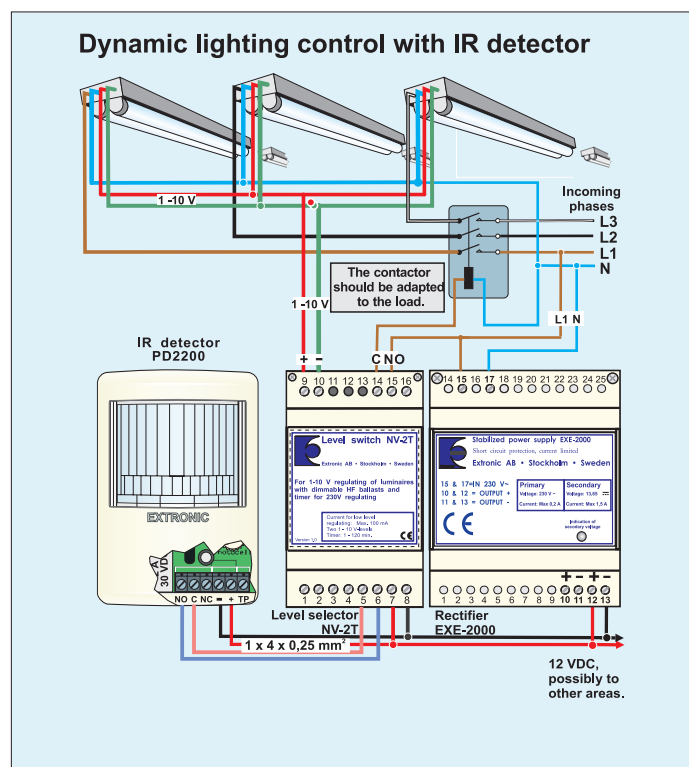 Dynamic lighting control with IR detector
1 -10 V
Incoming
phases
L3
L2
L1
N
The contactor
should be adapted
to the load.
1 -10 V
L1 N
IR detector
PD2200
+ −
C NO
9 10 11 12 13 14 15 16
14 15 16 17 18 19 20 21 22 23 24 25
Level switch NV-2T
Extronic AB • Stockholm • Sweden
For 1-10 V regulating of luminaires
with dimmable HF ballasts and
timer for 230V regulating
Current for low level
regulating: Max. 100 mA
Two 1 - 10 V-levels
Timer: 1 - 120 min.
Version 1,0
CE
Stabilized power supply EXE-2000
Short circuit protection, current limited
Extronic AB • Stockholm • Sweden
15 & 17=IN 230 V~
10 & 12 = OUTPUT +
11 & 13 = OUTPUT -
Primary
Voltage: 230 V ~
Current: Max 0,2 A
Secondary
Voltage: 13,65
Current: Max 1,5 A
CE
Indication of
secondary voltage
EXTRONIC
30 VD
A
NO C NC = + TP
1 2 3 4 5 6 7 8
+ − + −
1 2 3 4 5 6 7 8 9 10 11 12 13
Level selector
NV-2T
Rectifier
EXE-2000
1 x 4 x 0,25 mm²
12 VDC,
possibly to
other areas.